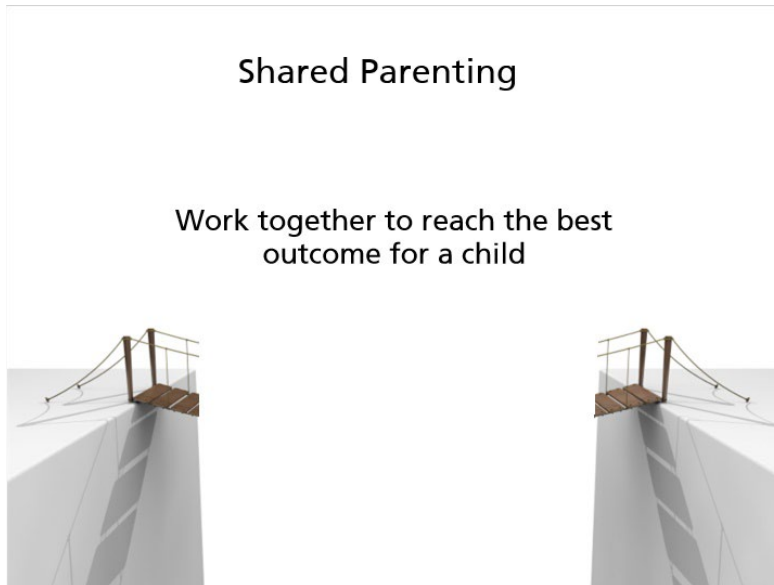 Shared Parenting
Work together to reach the best
outcome for a child